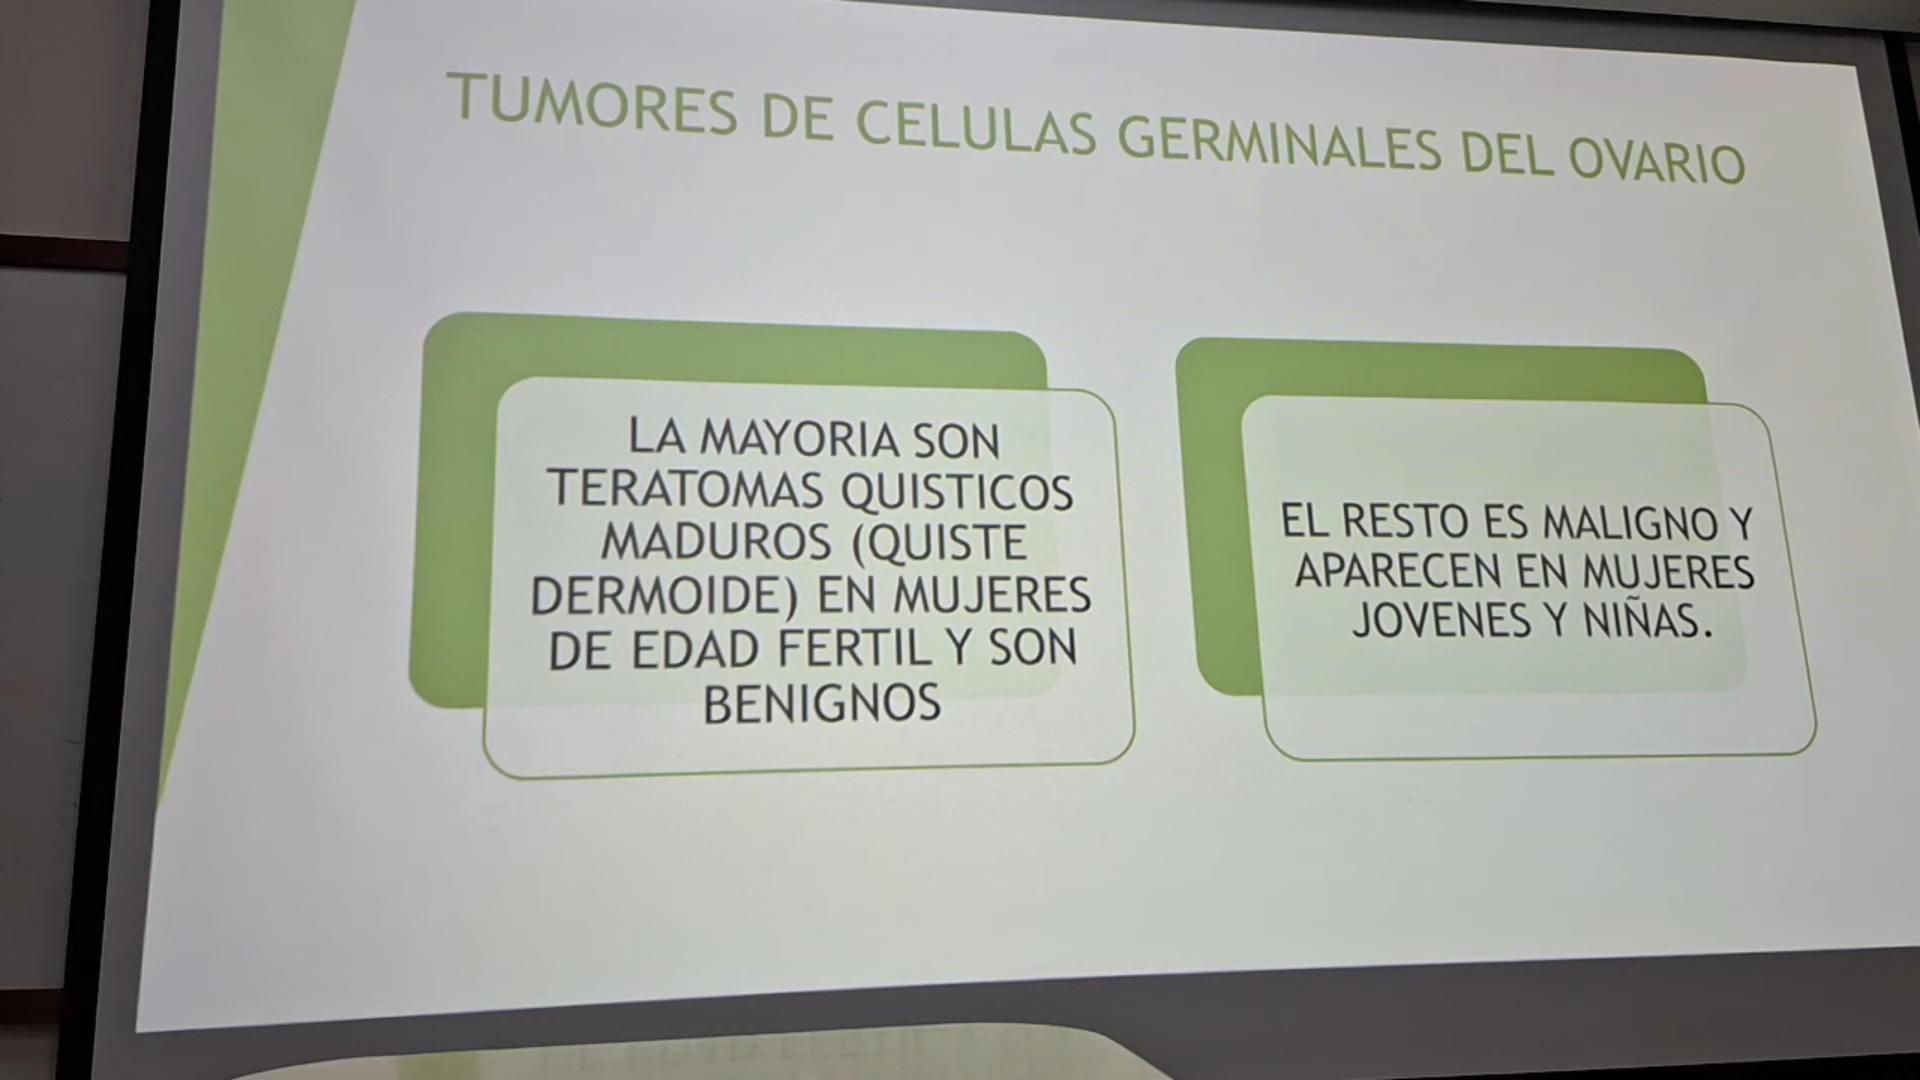 TUMORES DE CELULAS GERMINALES DEL OVARIO
LA MAYORIA SON
TERATOMAS QUISTICOS
MADUROS (QUISTE
DERMOIDE) EN MUJERES
DE EDAD FERTIL Y SON
BENIGNOS
EL RESTO ES MALIGNO Y
APARECEN EN MUJERES
JOVENES Y NIÑAS.